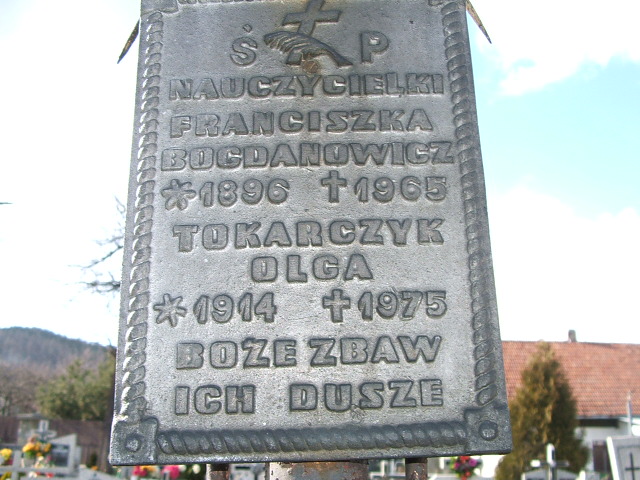 Ś P
NAUCZYCIELKI
FRANCISZKA
BOGDANOWICZ
* 1896 † 1965
TOKARCZYK
OLGA
* 1914 † 1975
BOŻE ZBAW
ICH DUSZE